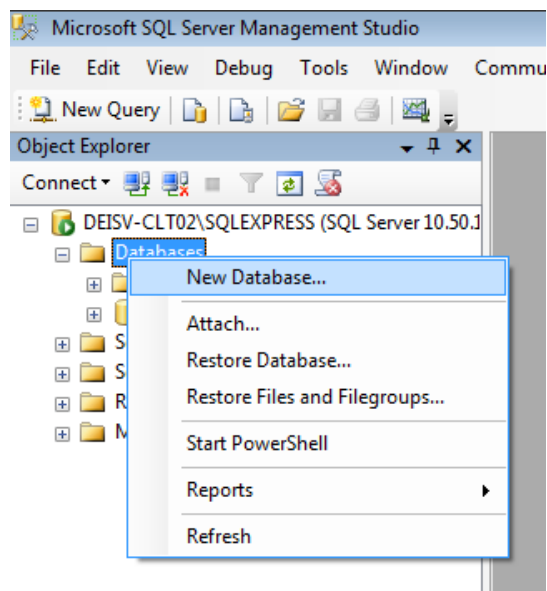 Microsoft SQL Server Management Studio
File Edit View Debug Tools Window Commu
New Query
Object Explorer
Connect
DEISV-CLT02\SQLEXPRESS (SQL Server 10.50.1
Databases
New Database...
Attach...
S
Restore Database...
S
Restore Files and Filegroups...
R
M
Start PowerShell
Reports
Refresh